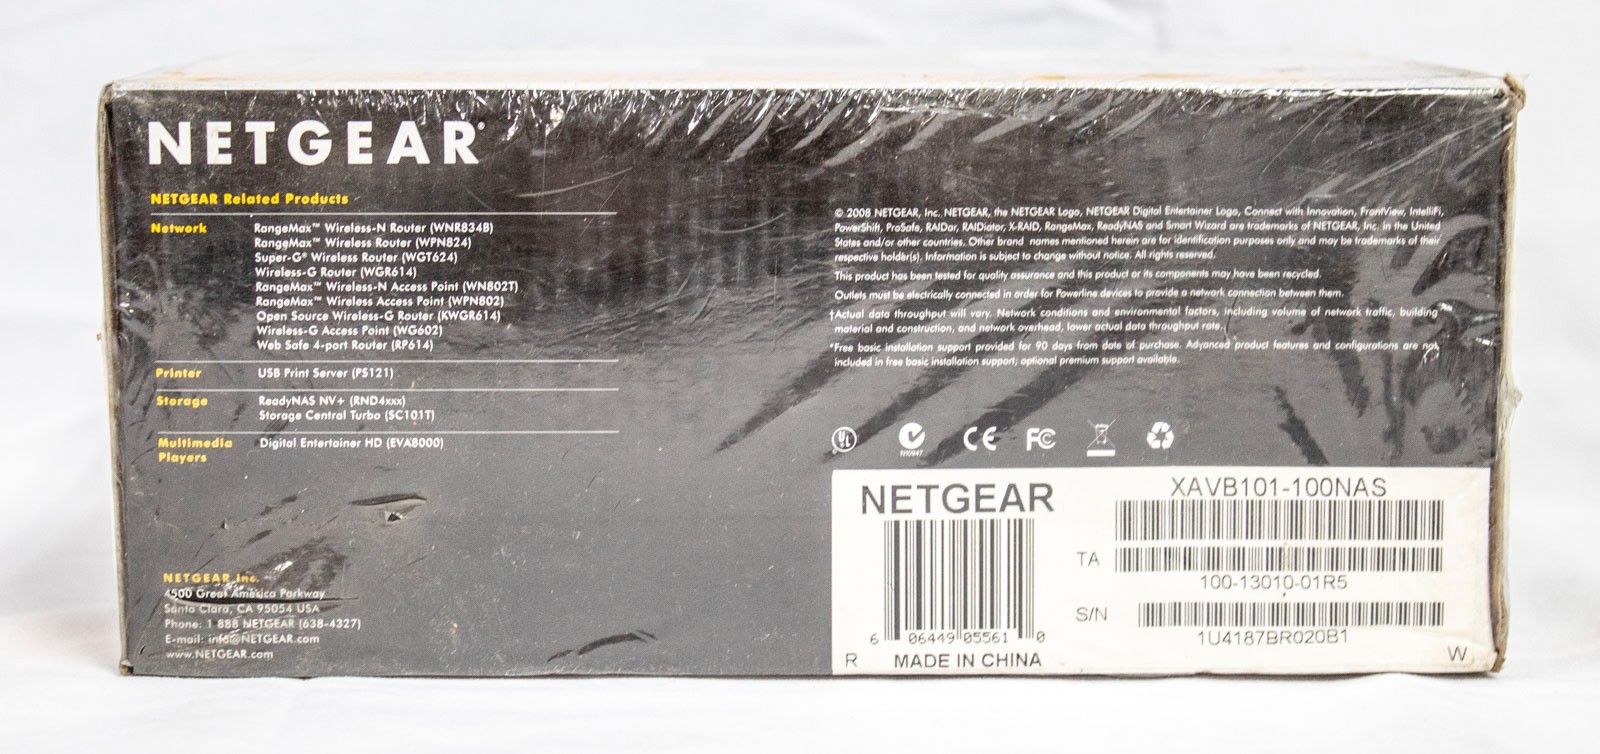 NETGEAR®
NETGEAR Related Products
Network
RangeMax™ Wireless-N Router (WNR834B)
RangeMax™ Wireless Router (WPN824)
Super-G® Wireless Router (WGT624)
Wireless-G Router (WGR614)
RangeMax™ Wireless-N Access Point (WN802T)
RangeMax™ Wireless Access Point (WPN802)
Open Source Wireless-G Router (KWGR614)
Wireless-G Access Point (WG602)
Web Safe 4-port Router (RP614)
Printer
USB Print Server (PS121)
Storage
ReadyNAS NV+ (RND4xxx)
Storage Central Turbo (SC101T)
Multimedia
Players
Digital Entertainer HD (EVA8000)
NETGEAR Inc.
4500 Great America Parkway
Santa Clara, CA 95054 USA
Phone: 1 888 NETGEAR (638-4327)
E-mail: info@NETGEAR.com
www.NETGEAR.com
© 2008 NETGEAR, Inc. NETGEAR, the NETGEAR Logo, NETGEAR Digital Entertainer Logo, Connect with Innovation, FrontView, IntelliFi,
PowerShift, ProSafe, RAIDar, RAIDiator, X-RAID, RangeMax, ReadyNAS and Smart Wizard are trademarks of NETGEAR, Inc. in the United
States and/or other countries. Other brand names mentioned herein are for identification purposes only and may be trademarks of their
respective holder(s). Information is subject to change without notice. All rights reserved.
This product has been tested for quality assurance and this product or its components may have been recycled.
Outlets must be electrically connected in order for Powerline devices to provide a network connection between them.
†Actual data throughput will vary. Network conditions and environmental factors, including volume of network traffic, building
material and construction, and network overhead, lower actual data throughput rate.
*Free basic installation support provided for 90 days from date of purchase. Advanced product features and configurations are not
included in free basic installation support; optional premium support available.
UL
N10947
CE
FC
NETGEAR
6 06449 05561 0
R MADE IN CHINA
XAVB101-100NAS
TA
100-13010-01R5
S/N
1U4187BR020B1
W